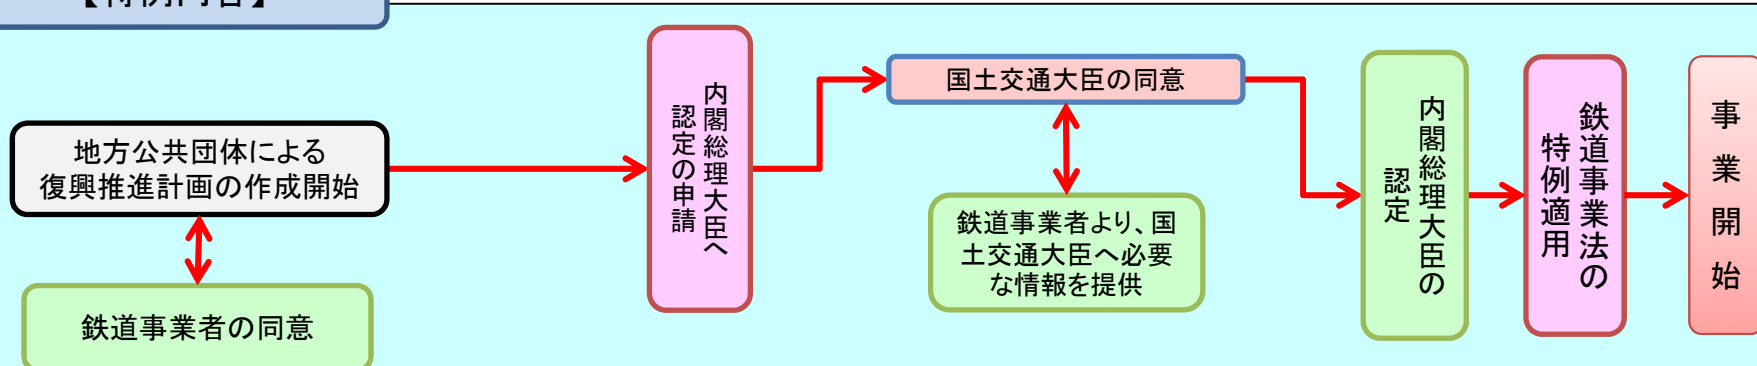 【特例内容】
地方公共団体による
復興推進計画の作成開始
鉄道事業者の同意
内閣総理大臣へ
認定の申請
国土交通大臣の同意
鉄道事業者より、国
土交通大臣へ必要
な情報を提供
内閣総理大臣の
認定
鉄道事業法の
特例適用
事業開始